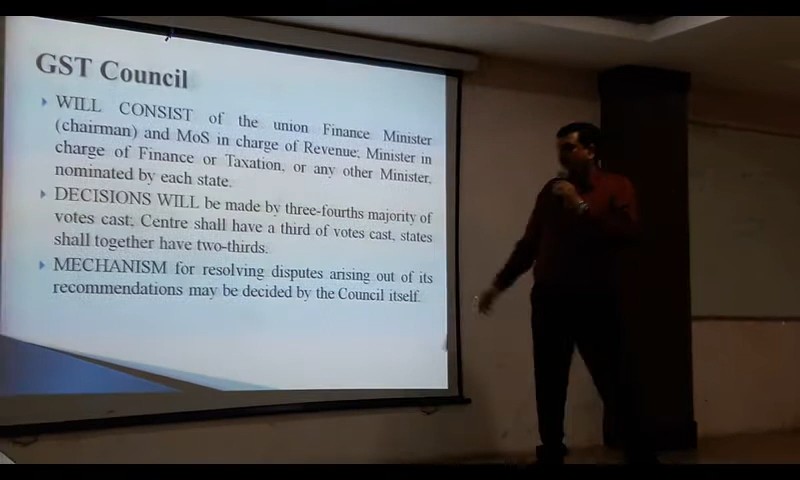 GST Council
WILL CONSIST of the union Finance Minister
(chairman) and MoS in charge of Revenue; Minister in
charge of Finance or Taxation, or any other Minister,
nominated by each state.
DECISIONS WILL be made by three-fourths majority of
votes cast; Centre shall have a third of votes cast, states
shall together have two-thirds.
MECHANISM for resolving disputes arising out of its
recommendations may be decided by the Council itself.